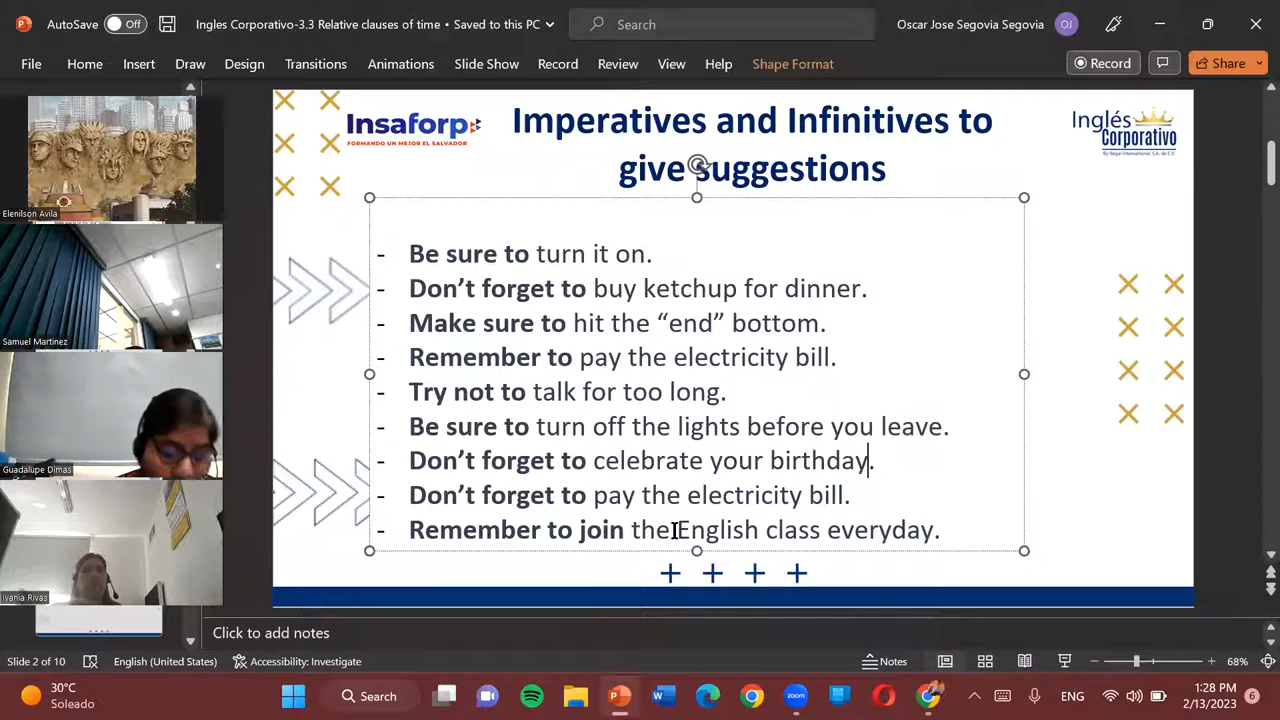 AutoSave Off Ingles Corporativo-3.3 Relative clauses of time • Saved to this PC Search Oscar Jose Segovia Segovia OJ
File Home Insert Draw Design Transitions Animations Slide Show Record Review View Help Shape Format Record Share
Elenilson Avila
Samuel Martinez
Guadalupe Dimas
Ilvania Rivas
Insaforp
FORMANDO UN MEJOR EL SALVADOR
Imperatives and Infinitives to
give suggestions
Inglés
Corporativo
By Regal International, S.A. de C.V.
- Be sure to turn it on.
- Don’t forget to buy ketchup for dinner.
- Make sure to hit the “end” bottom.
- Remember to pay the electricity bill.
- Try not to talk for too long.
- Be sure to turn off the lights before you leave.
- Don’t forget to celebrate your birthday.
- Don’t forget to pay the electricity bill.
- Remember to join the English class everyday.
Click to add notes
Slide 2 of 10 English (United States) Accessibility: Investigate Notes 68%
30°C
Soleado
Search
zoom
ENG
1:28 PM
2/13/2023
6